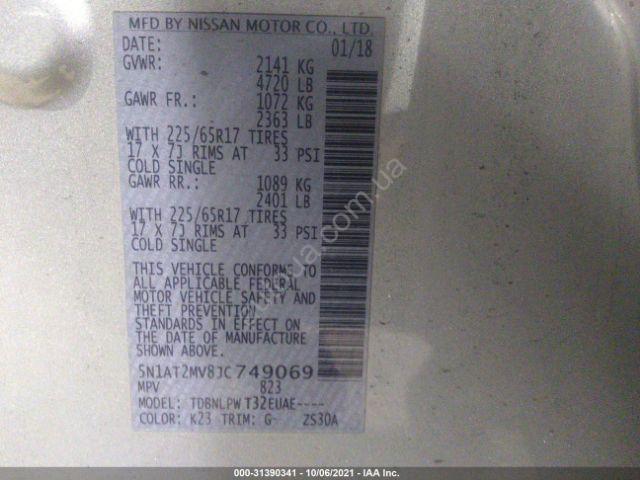 MFD BY NISSAN MOTOR CO., LTD.
DATE: 01/18
GVWR: 2141 KG
4720 LB
GAWR FR.: 1072 KG
2363 LB
WITH 225/65R17 TIRES
17 X 7J RIMS AT 33 PSI
COLD SINGLE
GAWR RR.: 1089 KG
2401 LB
WITH 225/65R17 TIRES
17 X 7J RIMS AT 33 PSI
COLD SINGLE
THIS VEHICLE CONFORMS TO
ALL APPLICABLE FEDERAL
MOTOR VEHICLE SAFETY AND
THEFT PREVENTION
STANDARDS IN EFFECT ON
THE DATE OF MANUFACTURE
SHOWN ABOVE.
5N1AT2MV8JC749069
MPV 823
MODEL: TDBNLPW T32EUAE----
COLOR: K23 TRIM: G- ZS30A
000-31390341 - 10/06/2021 - IAA Inc.